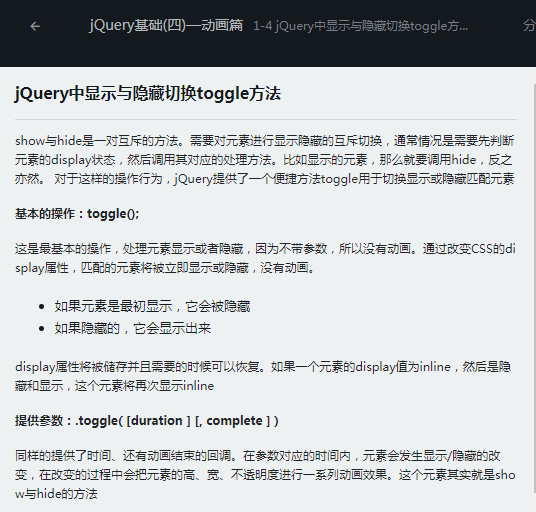 ← jQuery基础(四)—动画篇 1-4 jQuery中显示与隐藏切换toggle方... 分
jQuery中显示与隐藏切换toggle方法
show与hide是一对互斥的方法。需要对元素进行显示隐藏的互斥切换，通常情况是需要先判断
元素的display状态，然后调用其对应的处理方法。比如显示的元素，那么就要调用hide，反之
亦然。 对于这样的操作行为，jQuery提供了一个便捷方法toggle用于切换显示或隐藏匹配元素
基本的操作：toggle();
这是最基本的操作，处理元素显示或者隐藏，因为不带参数，所以没有动画。通过改变CSS的di
splay属性，匹配的元素将被立即显示或隐藏，没有动画。
• 如果元素是最初显示，它会被隐藏
• 如果隐藏的，它会显示出来
display属性将被储存并且需要的时候可以恢复。如果一个元素的display值为inline，然后是隐
藏和显示，这个元素将再次显示inline
提供参数：.toggle( [duration ] [, complete ] )
同样的提供了时间、还有动画结束的回调。在参数对应的时间内，元素会发生显示/隐藏的改
变，在改变的过程中会把元素的高、宽、不透明度进行一系列动画效果。这个元素其实就是sho
w与hide的方法